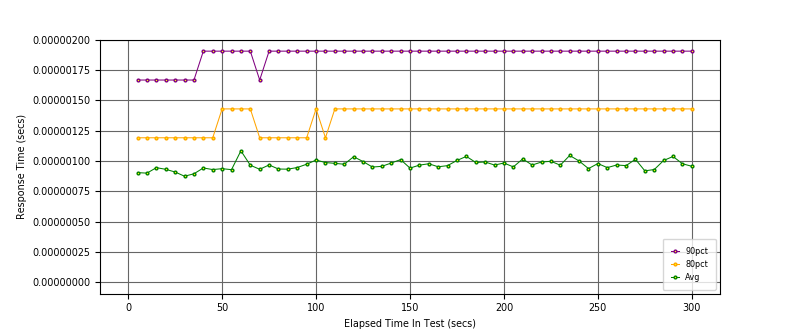 0.00000200
0.00000175
0.00000150
0.00000125
0.00000100
0.00000075
0.00000050
0.00000025
0.00000000
Response Time (secs)
90pct
80pct
Avg
0 50 100 150 200 250 300
Elapsed Time In Test (secs)